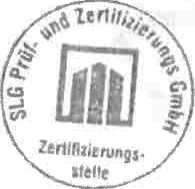 SLG Prüf- und Zertifizierungs GmbH
Zertifizierungs-
stelle